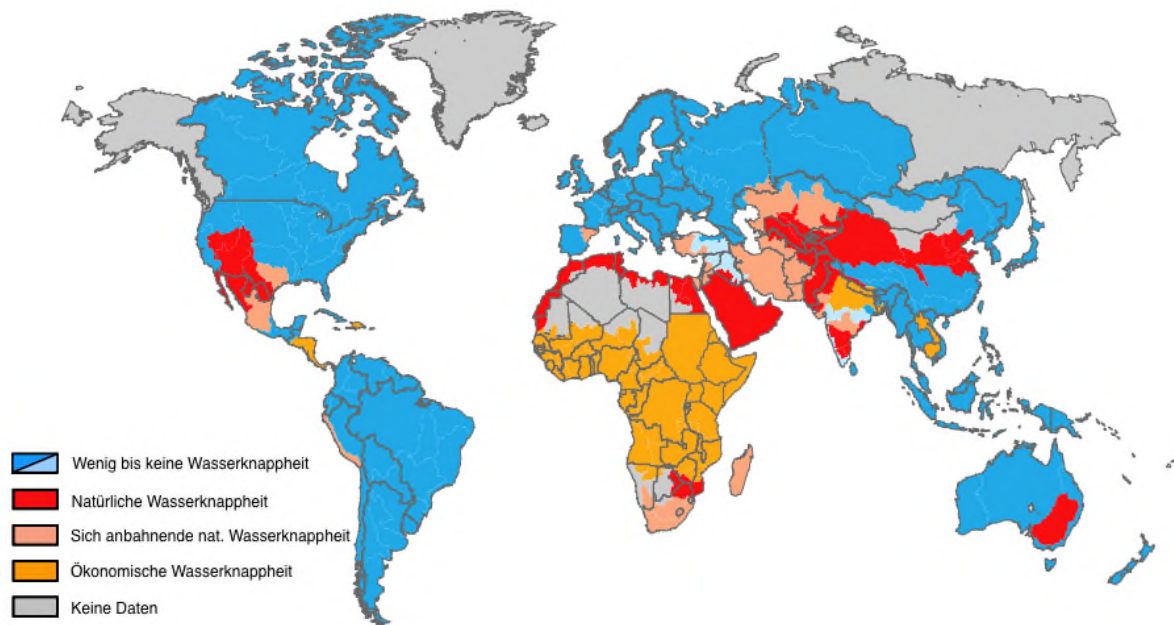 Wenig bis keine Wasserknappheit
Natürliche Wasserknappheit
Sich anbahnende nat. Wasserknappheit
Ökonomische Wasserknappheit
Keine Daten